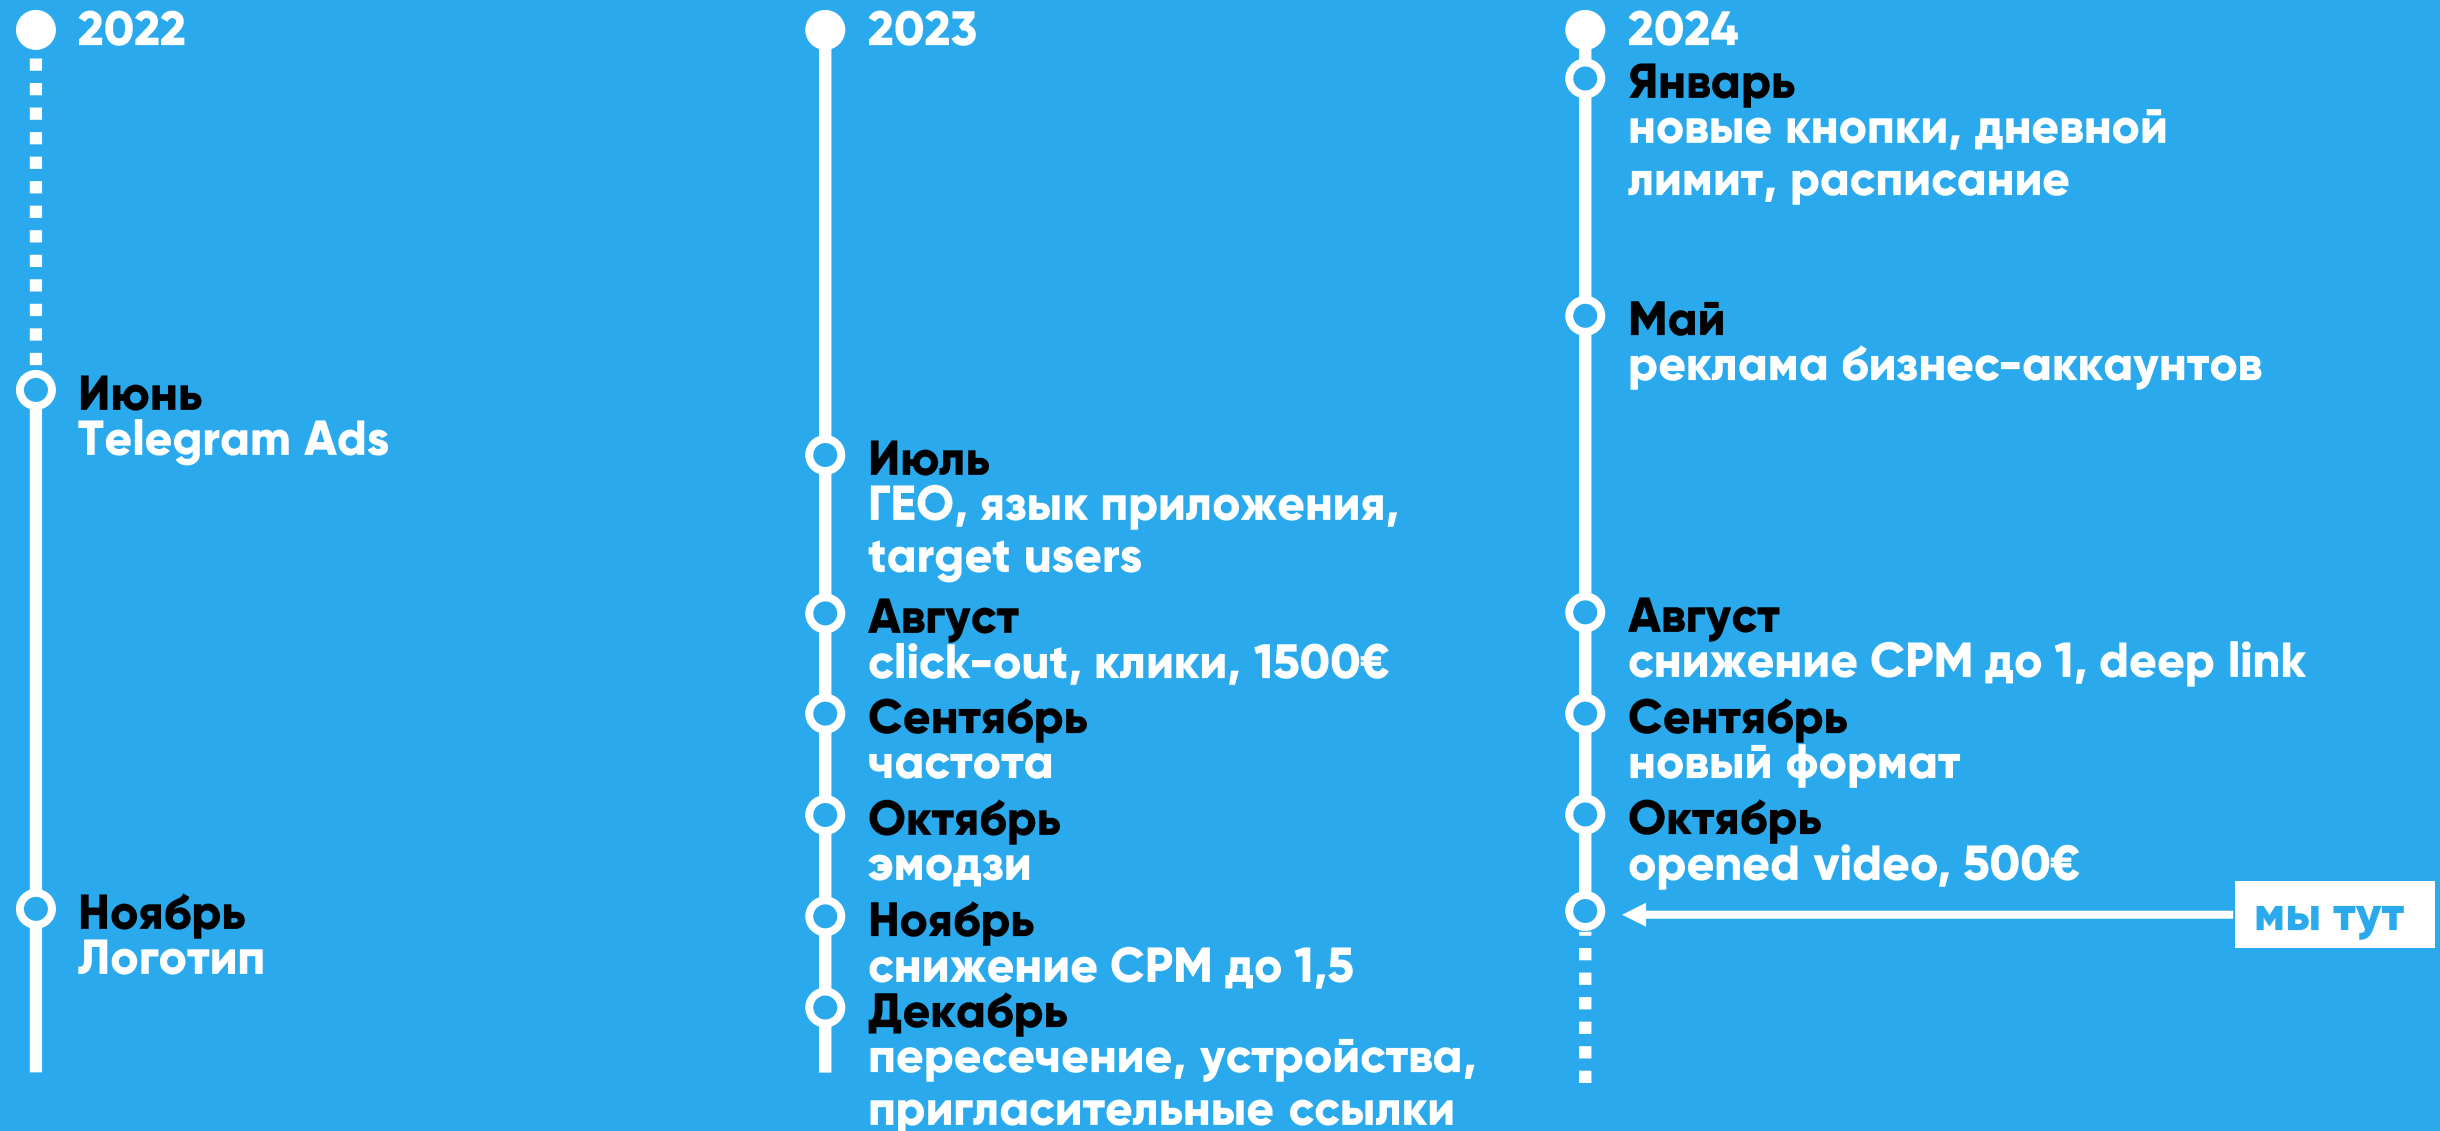 2022
Июнь
Telegram Ads
Ноябрь
Логотип
2023
Июль
ГЕО, язык приложения,
target users
Август
click-out, клики, 1500€
Сентябрь
частота
Октябрь
эмодзи
Ноябрь
снижение CPM до 1,5
Декабрь
пересечение, устройства,
пригласительные ссылки
2024
Январь
новые кнопки, дневной
лимит, расписание
Май
реклама бизнес-аккаунтов
Август
снижение CPM до 1, deep link
Сентябрь
новый формат
Октябрь
opened video, 500€
мы тут